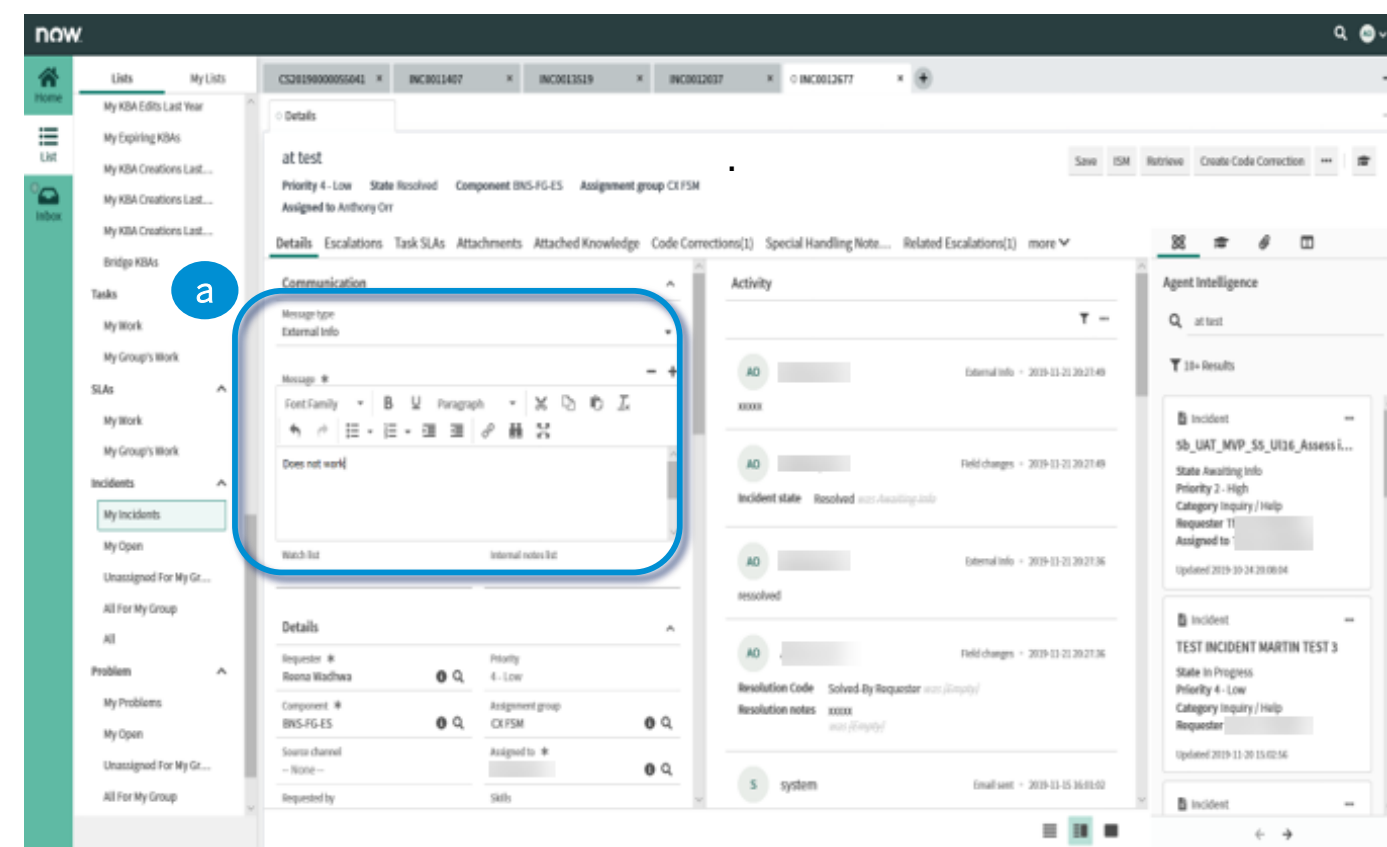 now.
Home
List
Inbox
Lists My Lists
My KBA Edits Last Year
My Expiring KBAs
My KBA Creations Last....
My KBA Creations Last....
My KBA Creations Last....
Bridge KBAs
Tasks
My Work
My Group's Work
SLAs
My Work
My Group's Work
Incidents
My Incidents
My Open
Unassigned For My Gr....
All For My Group
All
Problem
My Problems
My Open
Unassigned For My Gr....
All For My Group
a
CS20190000055041 × INC0011407 × INC0013519 × INC0012037 × INC0012677 × +
Details
at test
Save ISM Retrieve Create Code Correction
Priority 4 - Low State Resolved Component BNS-FG-ES Assignment group CX FSM
Assigned to Anthony Orr
Details Escalations Task SLAs Attachments Attached Knowledge Code Corrections(1) Special Handling Note.... Related Escalations(1) more
Communication
Message type
External Info
Message *
Font Family B U Paragraph
Does not work
Watch list Internal notes list
Details
Requester * Priority
Reena Wadhwa 4 - Low
Component * Assignment group
BNS-FG-ES CX FSM
Source channel Assigned to *
-- None --
Requested by Skills
Activity
AO External Info • 2019-11-21 20:27:49
xxxxx
AO Field changes • 2019-11-21 20:27:49
Incident state Resolved was Awaiting Info
AO External Info • 2019-11-21 20:27:36
ressolved
AO Field changes • 2019-11-21 20:27:36
Resolution Code Solved-By Requester was [Empty]
Resolution notes xxxxx
was [Empty]
S system Email sent • 2019-11-15 16:01:02
Agent Intelligence
at test
10+ Results
Incident
Sb_UAT_MVP_S5_UI16_Assess i...
State Awaiting Info
Priority 2 - High
Category Inquiry / Help
Requester
Assigned to
Updated 2019-10-24 20:08:04
Incident
TEST INCIDENT MARTIN TEST 3
State In Progress
Priority 4 - Low
Category Inquiry / Help
Requester
Updated 2019-11-20 15:02:56
Incident